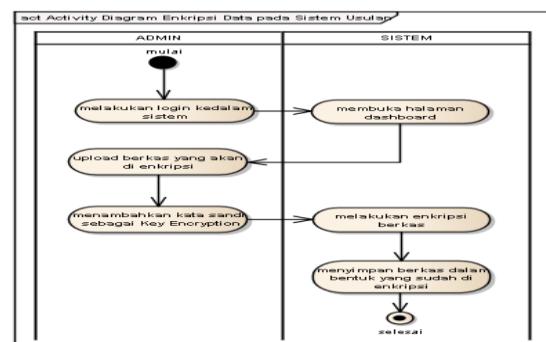 act Activity Diagram Enkripsi Data pada Sistem Usulan
ADMIN
SISTEM
mulai
melakukan login kedalam
sistem
membuka halaman
dashboard
upload berkas yang akan
di enkripsi
menambahkan kata sandi
sebagai Key Encryption
melakukan enkripsi
berkas
menyimpan berkas dalam
bentuk yang sudah di
enkripsi
selesai